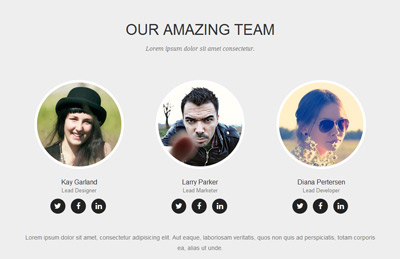 OUR AMAZING TEAM
Lorem ipsum dolor sit amet consectetur.
Kay Garland
Larry Parker
Diana Pertersen
Lead Designer
Lead Marketer
Lead Developer
Lorem ipsum dolor sit amet, consectetur adipisicing elit. Aut eaque, laboriosam veritatis, quos non quis ad perspiciatis, totam corporis
ea, alias ut unde.